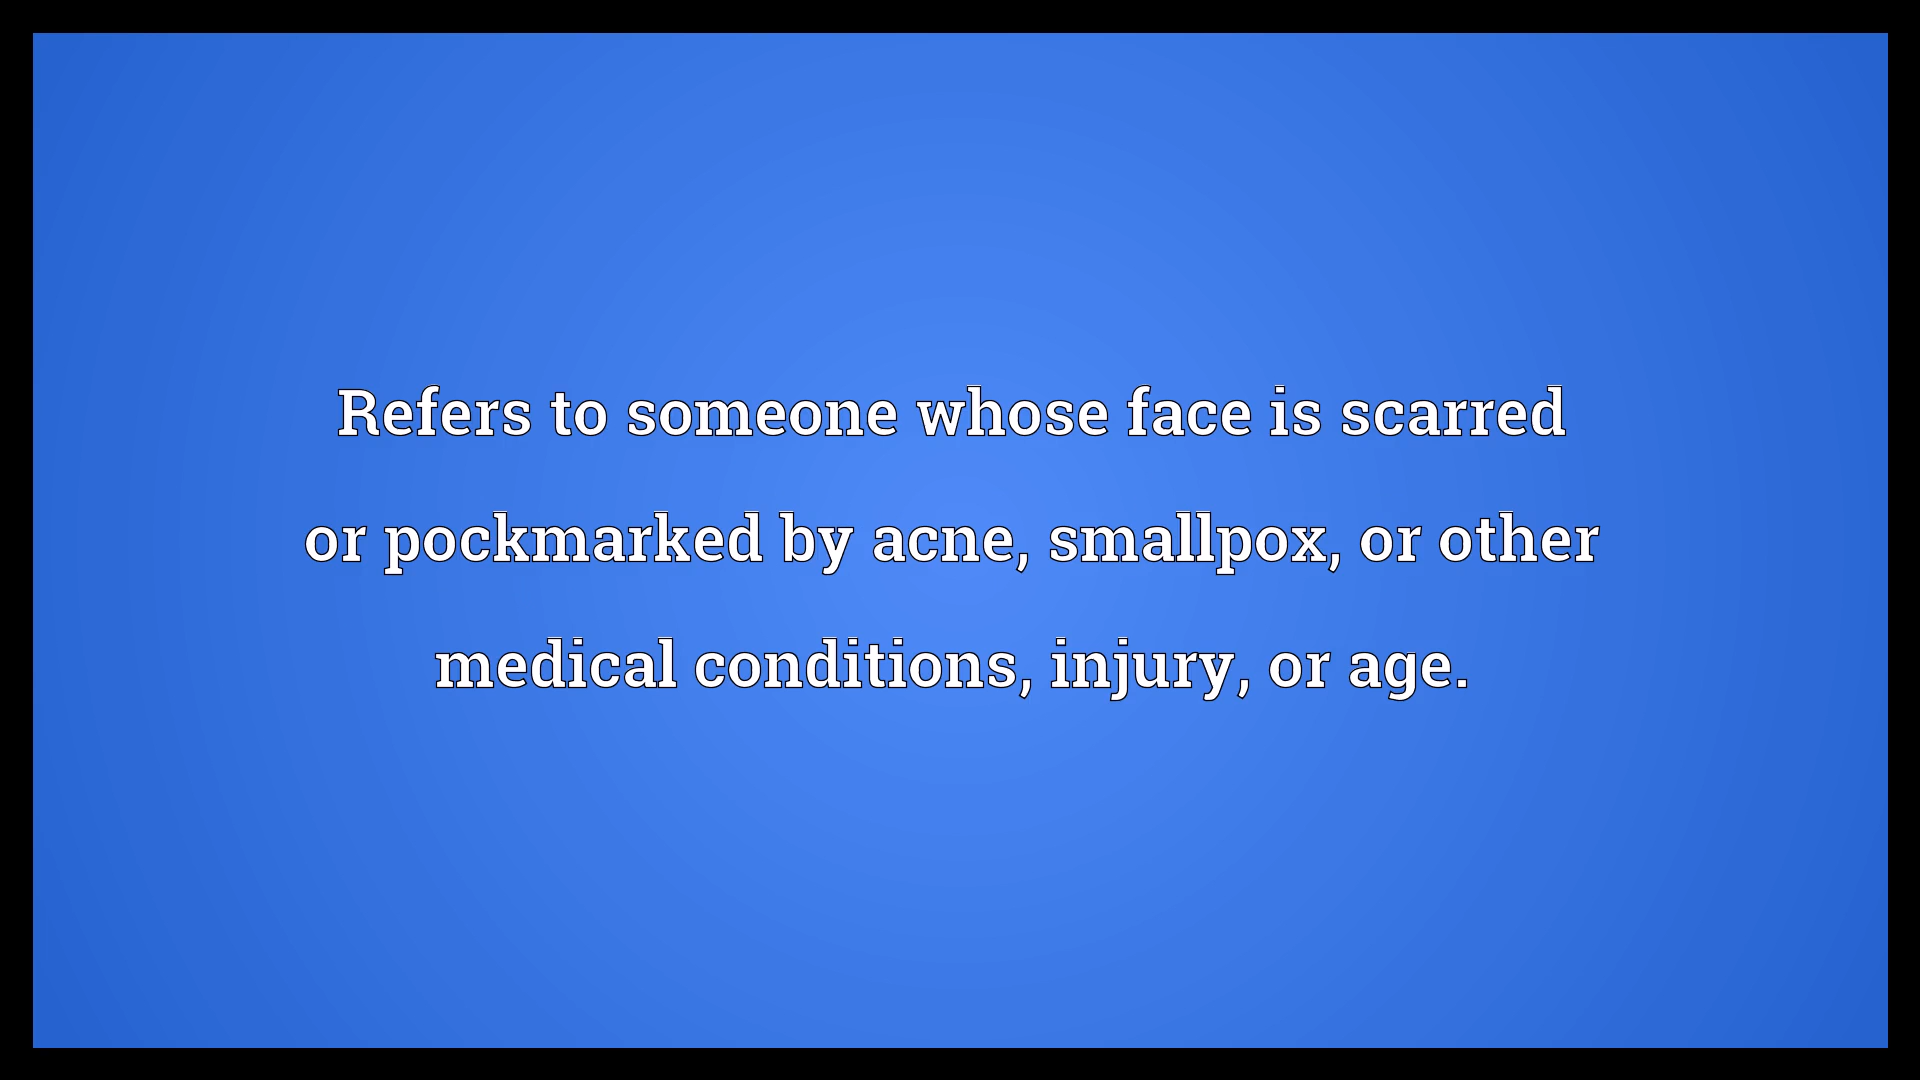 Refers to someone whose face is scarred
or pockmarked by acne, smallpox, or other
medical conditions, injury, or age.